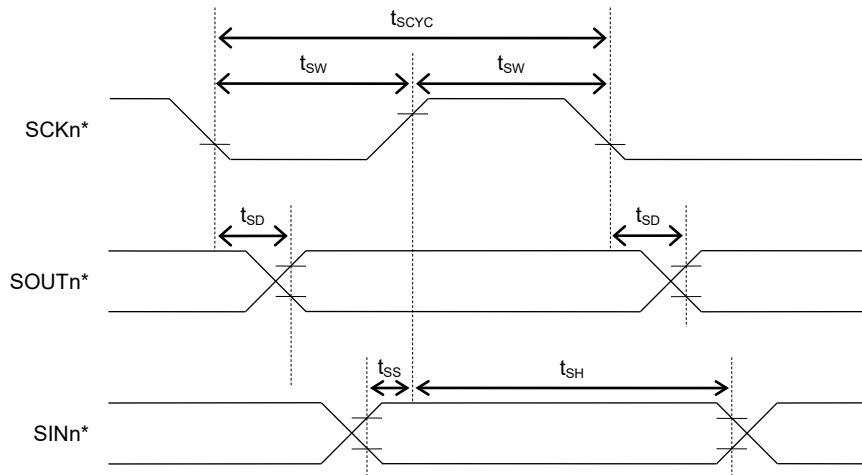 tSCYC
tSW tSW
SCKn*
tSD tSD
SOUTn*
tSS tSH
SINn*